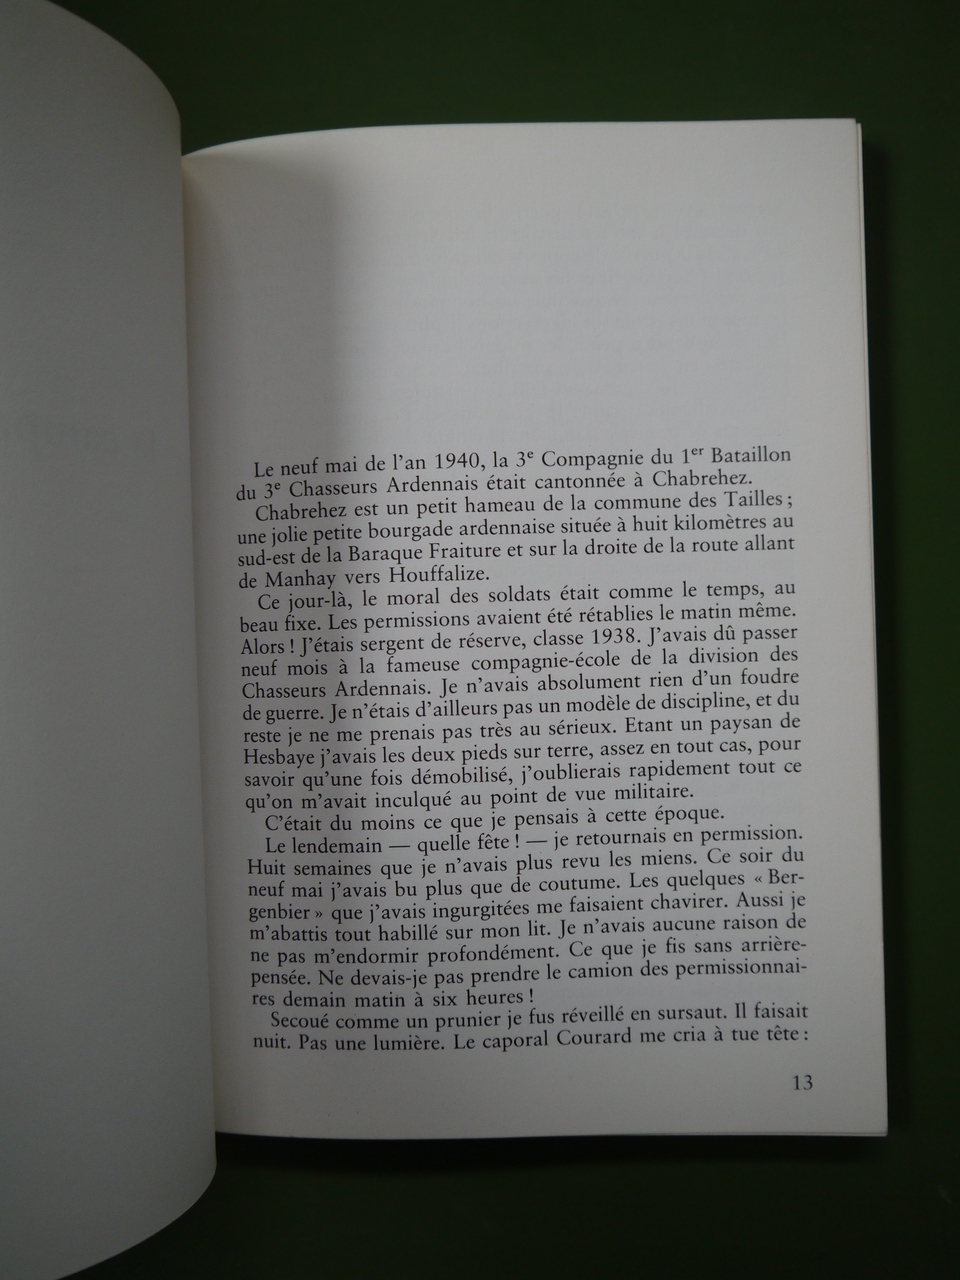 Le neuf mai de l'an 1940, la 3e Compagnie du 1er Bataillon
du 3e Chasseurs Ardennais était cantonnée à Chabrehez.
Chabrehez est un petit hameau de la commune des Tailles ;
une jolie petite bourgade ardennaise située à huit kilomètres au
sud-est de la Baraque Fraiture et sur la droite de la route allant
de Manhay vers Houffalize.
Ce jour-là, le moral des soldats était comme le temps, au
beau fixe. Les permissions avaient été rétablies le matin même.
Alors ! J'étais sergent de réserve, classe 1938. J'avais dû passer
neuf mois à la fameuse compagnie-école de la division des
Chasseurs Ardennais. Je n'avais absolument rien d'un foudre
de guerre. Je n'étais d'ailleurs pas un modèle de discipline, et du
reste je ne me prenais pas très au sérieux. Etant un paysan de
Hesbaye j'avais les deux pieds sur terre, assez en tout cas, pour
savoir qu'une fois démobilisé, j'oublierais rapidement tout ce
qu'on m'avait inculqué au point de vue militaire.
C'était du moins ce que je pensais à cette époque.
Le lendemain — quelle fête ! — je retournais en permission.
Huit semaines que je n'avais plus revu les miens. Ce soir du
neuf mai j'avais bu plus que de coutume. Les quelques « Ber-
genbier » que j'avais ingurgitées me faisaient chavirer. Aussi je
m'abattis tout habillé sur mon lit. Je n'avais aucune raison de
ne pas m'endormir profondément. Ce que je fis sans arrière-
pensée. Ne devais-je pas prendre le camion des permissionnai-
res demain matin à six heures !
Secoué comme un prunier je fus réveillé en sursaut. Il faisait
nuit. Pas une lumière. Le caporal Courard me cria à tue tête :
13